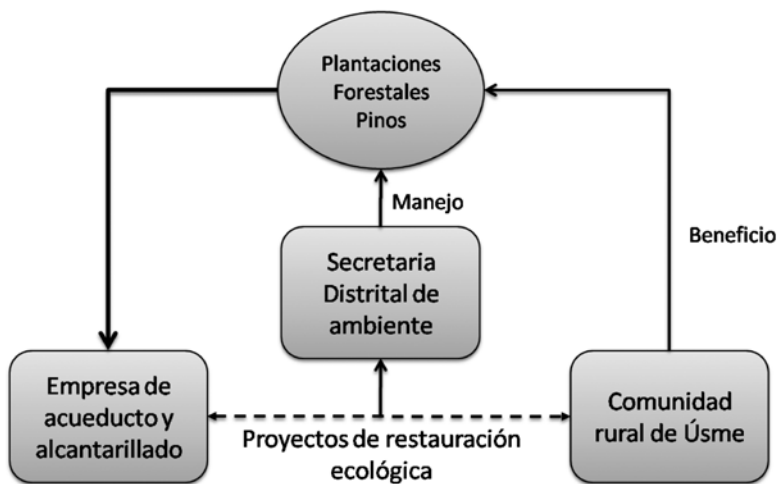 Plantaciones
Forestales
Pinos
Manejo
Beneficio
Secretaria
Distrital de
ambiente
Empresa de
acueducto y
alcantarillado
Proyectos de restauración
ecológica
Comunidad
rural de Úsme